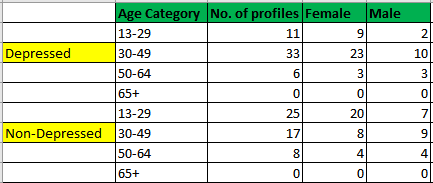 Age Category No. of profiles Female Male
13-29 11 9 2
Depressed 30-49 33 23 10
50-64 6 3 3
65+ 0 0 0
13-29 25 20 7
Non-Depressed 30-49 17 8 9
50-64 8 4 4
65+ 0 0 0